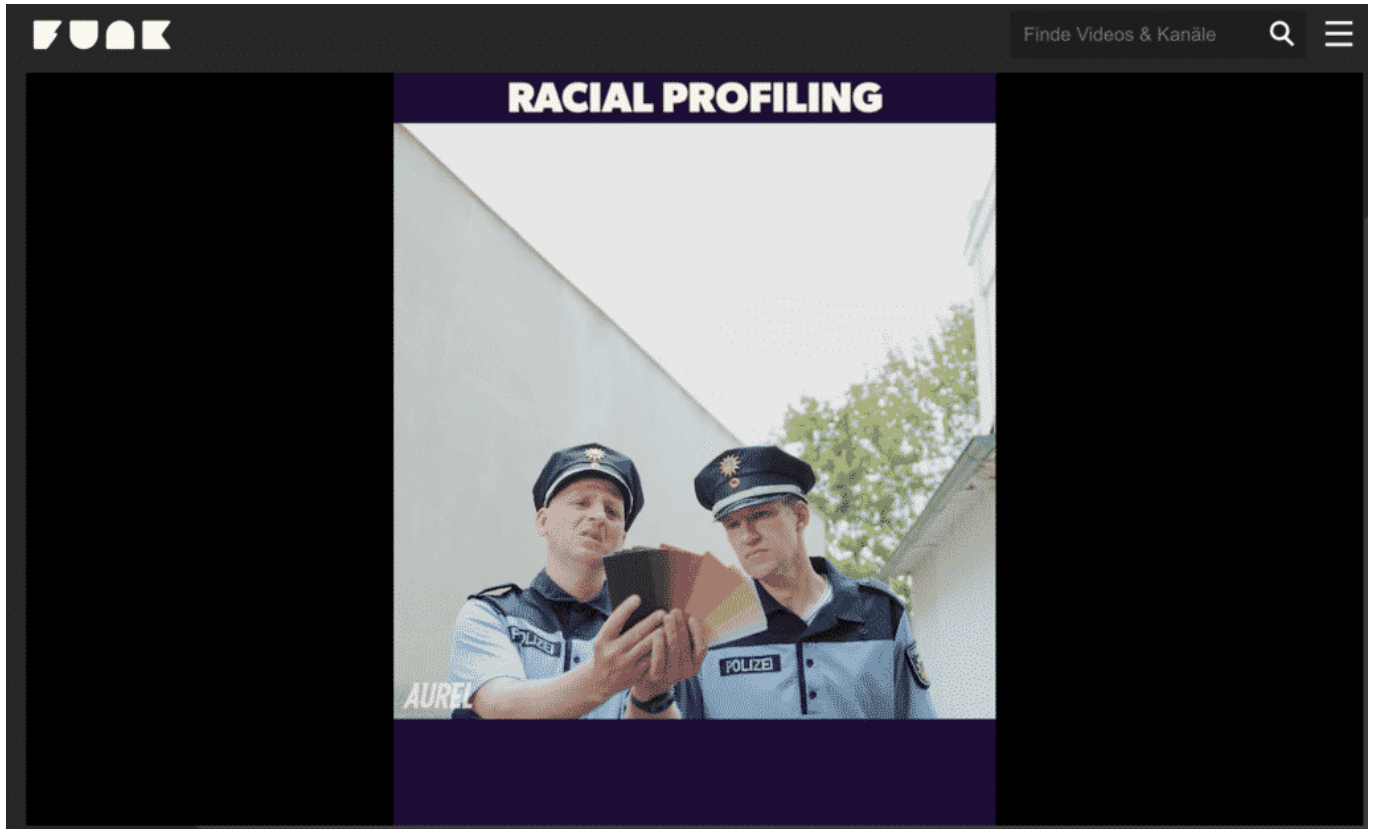 FUNK
Finde Videos & Kanäle
RACIAL PROFILING
POLIZEI
POLIZEI
AUREL